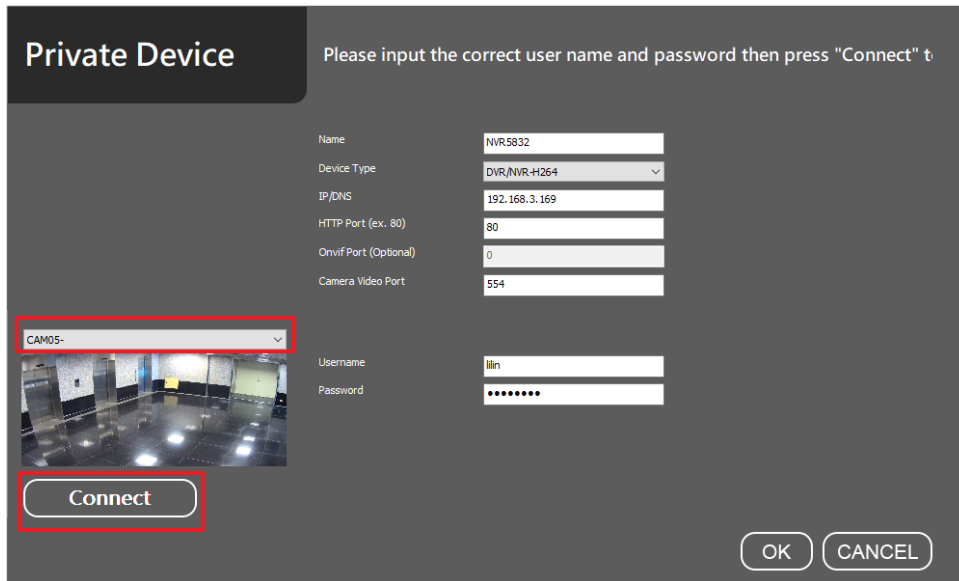 Private Device
Please input the correct user name and password then press "Connect" t
Name
NVR5832
Device Type
DVR/NVR-H264
IP/DNS
192.168.3.169
HTTP Port (ex. 80)
80
Onvif Port (Optional)
0
Camera Video Port
554
CAM05-
Username
lilin
Password
••••••••
Connect
OK
CANCEL